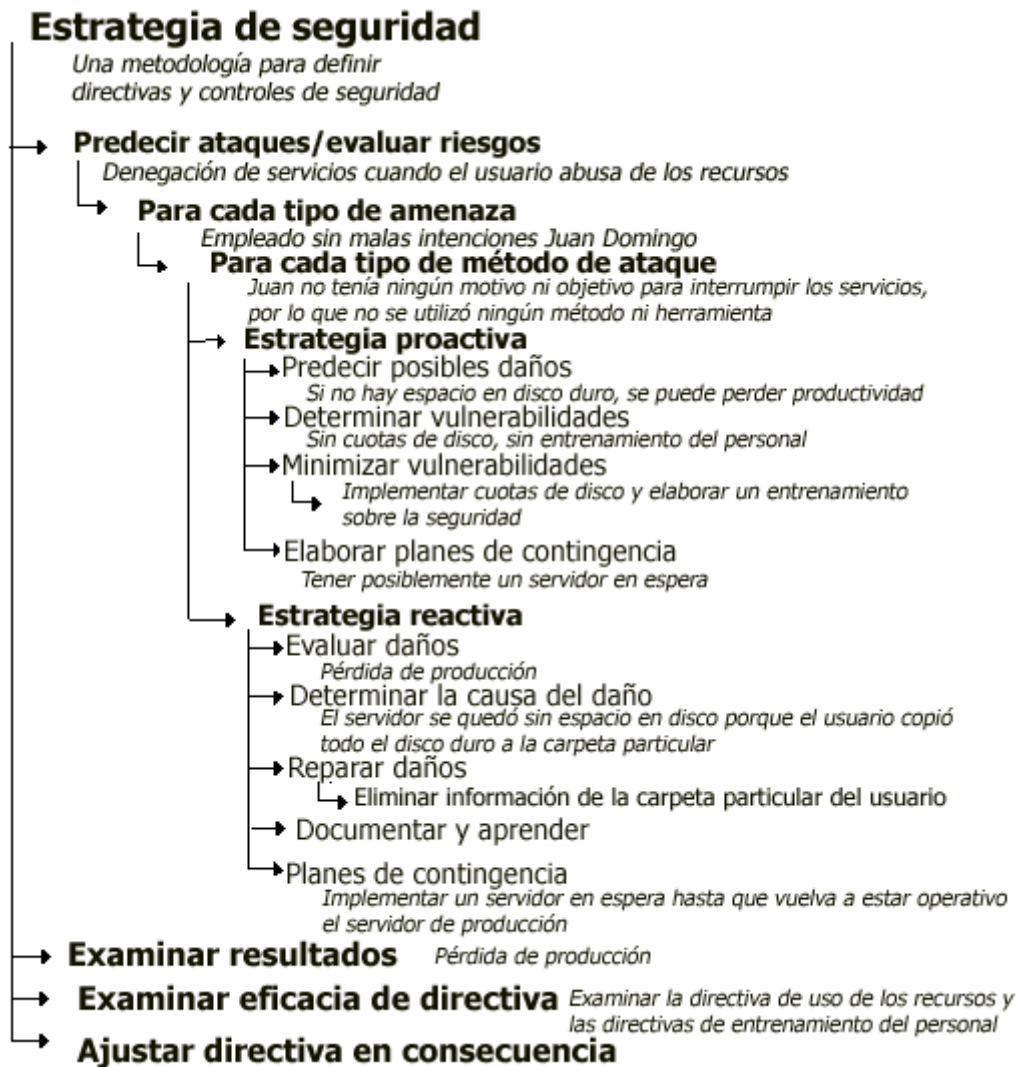 Estrategia de seguridad
Una metodología para definir
directivas y controles de seguridad
Predecir ataques/evaluar riesgos
Denegación de servicios cuando el usuario abusa de los recursos
Para cada tipo de amenaza
Empleado sin malas intenciones Juan Domingo
Para cada tipo de método de ataque
Juan no tenía ningún motivo ni objetivo para interrumpir los servicios,
por lo que no se utilizó ningún método ni herramienta
Estrategia proactiva
Predecir posibles daños
Si no hay espacio en disco duro, se puede perder productividad
Determinar vulnerabilidades
Sin cuotas de disco, sin entrenamiento del personal
Minimizar vulnerabilidades
Implementar cuotas de disco y elaborar un entrenamiento
sobre la seguridad
Elaborar planes de contingencia
Tener posiblemente un servidor en espera
Estrategia reactiva
Evaluar daños
Pérdida de producción
Determinar la causa del daño
El servidor se quedó sin espacio en disco porque el usuario copió
todo el disco duro a la carpeta particular
Reparar daños
Eliminar información de la carpeta particular del usuario
Documentar y aprender
Planes de contingencia
Implementar un servidor en espera hasta que vuelva a estar operativo
el servidor de producción
Examinar resultados Pérdida de producción
Examinar eficacia de directiva Examinar la directiva de uso de los recursos y
las directivas de entrenamiento del personal
Ajustar directiva en consecuencia